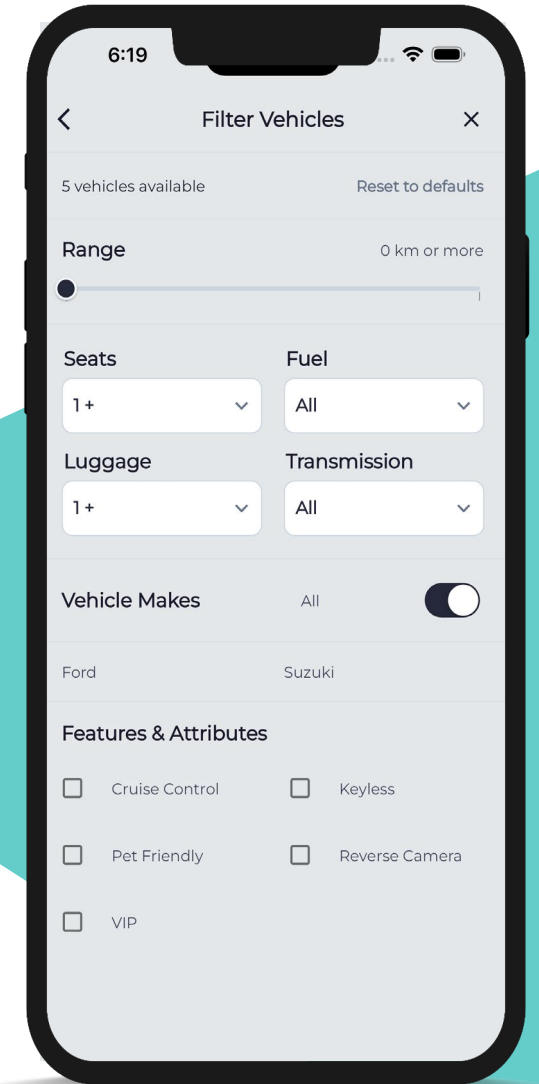 6:19
Filter Vehicles
5 vehicles available
Reset to defaults
Range
0 km or more
Seats
Fuel
1 +
All
Luggage
Transmission
1 +
All
Vehicle Makes
All
Ford
Suzuki
Features & Attributes
Cruise Control
Keyless
Pet Friendly
Reverse Camera
VIP